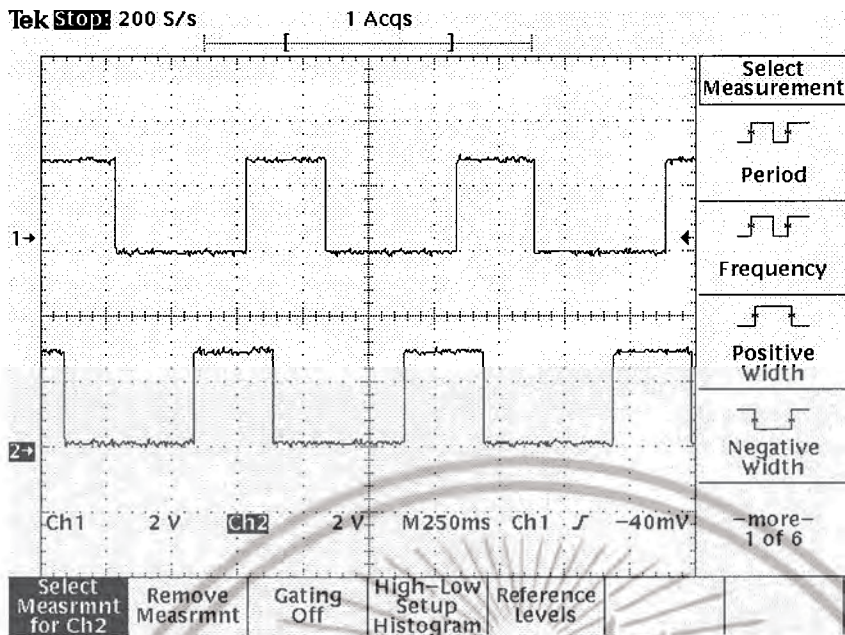 Tek Stop: 200 S/s 1 Acqs
Select
Measurement
Period
Frequency
Positive
Width
Negative
Width
-more-
1 of 6
1
2
Ch1 2 V Ch2 2 V M250ms Ch1 -40mV
Select
Measrmnt
for Ch2
Remove
Measrmnt
Gating
Off
High-Low
Setup
Histogram
Reference
Levels